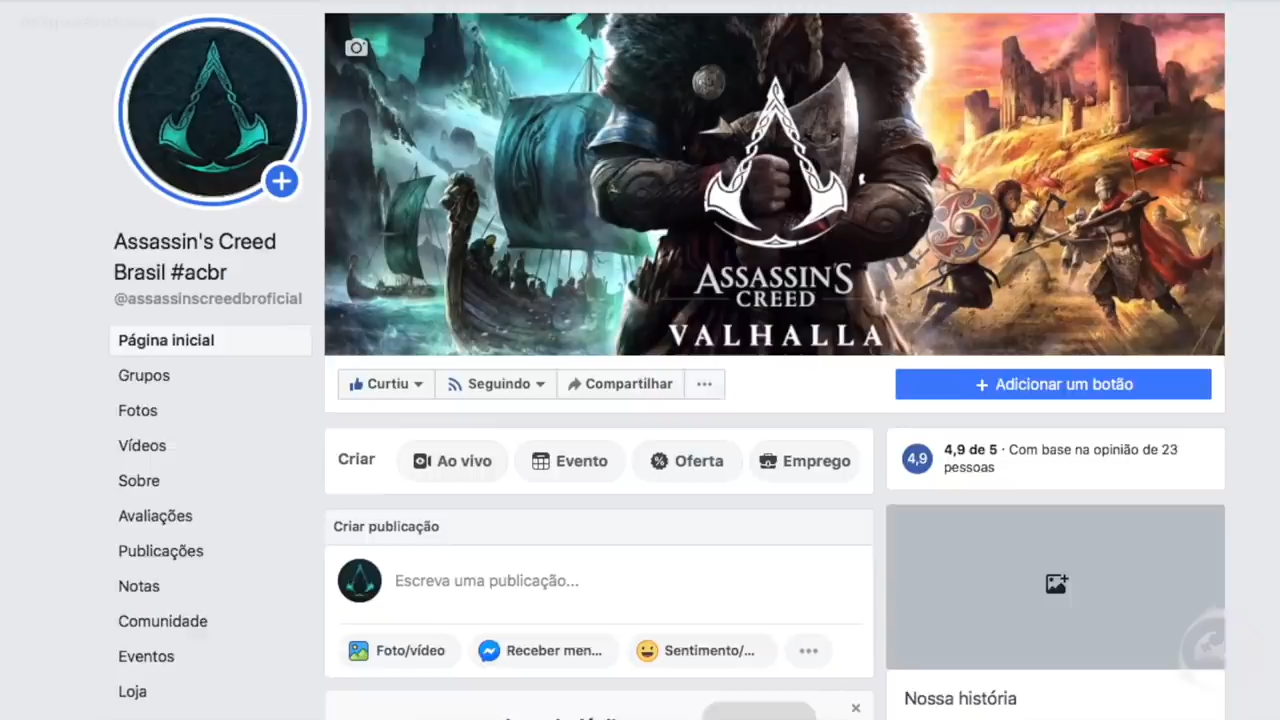 Assassin's Creed
Brasil #acbr
@assassinscreedbroficial
Página inicial
Grupos
Fotos
Vídeos
Sobre
Avaliações
Publicações
Notas
Comunidade
Eventos
Loja
ASSASSIN'S
CREED
VALHALLA
Curtiu
Seguindo
Compartilhar
...
+ Adicionar um botão
Criar
Ao vivo
Evento
Oferta
Emprego
Criar publicação
Escreva uma publicação...
Foto/vídeo
Receber men...
Sentimento/...
...
4,9
4,9 de 5 · Com base na opinião de 23
pessoas
Nossa história